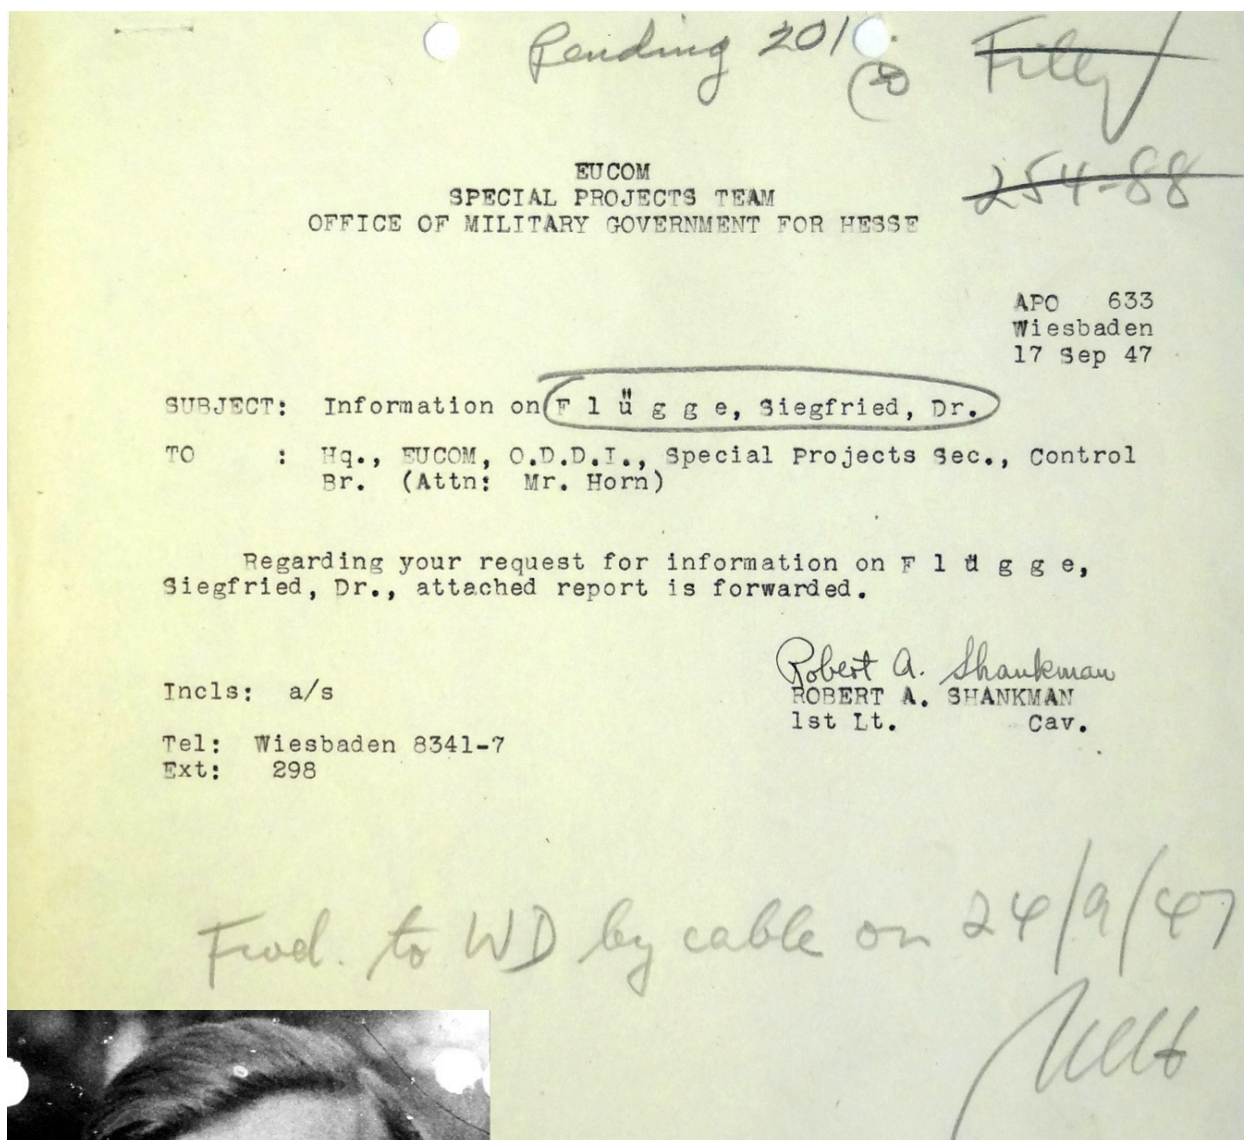 Pending 201
Filly
254-88
EUCOM
SPECIAL PROJECTS TEAM
OFFICE OF MILITARY GOVERNMENT FOR HESSE
APO 633
Wiesbaden
17 Sep 47
SUBJECT: Information on F l ü g g e, Siegfried, Dr.
TO : Hq., EUCOM, O.D.D.I., Special Projects Sec., Control
Br. (Attn: Mr. Horn)
Regarding your request for information on F l ü g g e,
Siegfried, Dr., attached report is forwarded.
Robert A. Shankman
Incls: a/s
ROBERT A. SHANKMAN
1st Lt. Cav.
Tel: Wiesbaden 8341-7
Ext: 298
Fwd. to WD by cable on 24/9/47